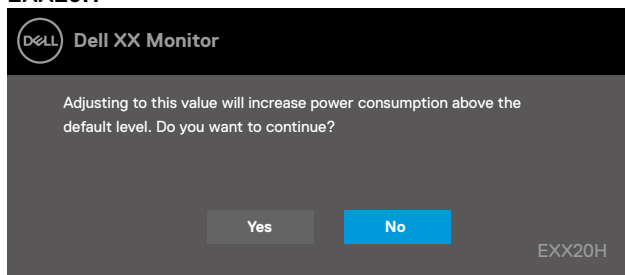 DELL Dell XX Monitor
Adjusting to this value will increase power consumption above the
default level. Do you want to continue?
Yes No
EXX20H